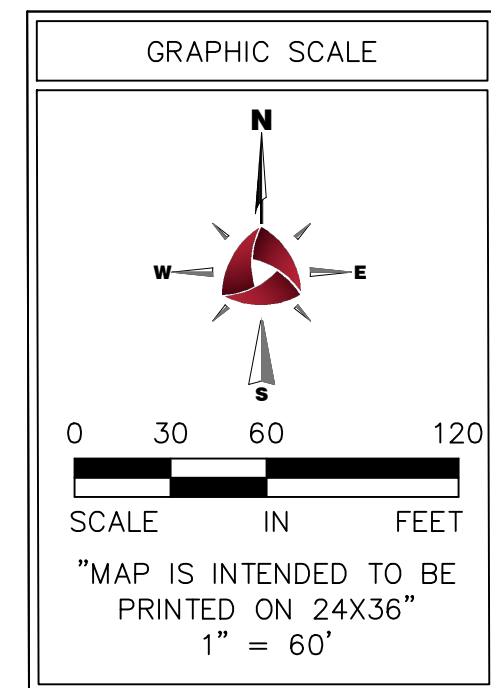 GRAPHIC SCALE
N
W E
S
0 30 60 120
SCALE IN FEET
"MAP IS INTENDED TO BE
PRINTED ON 24X36"
1" = 60'